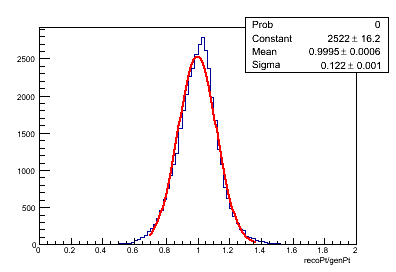 Prob 0
Constant 2522 ± 16.2
Mean 0.9995 ± 0.0006
Sigma 0.122 ± 0.001
2500
2000
1500
1000
500
0
0 0.2 0.4 0.6 0.8 1 1.2 1.4 1.6 1.8 2
recoPt/genPt